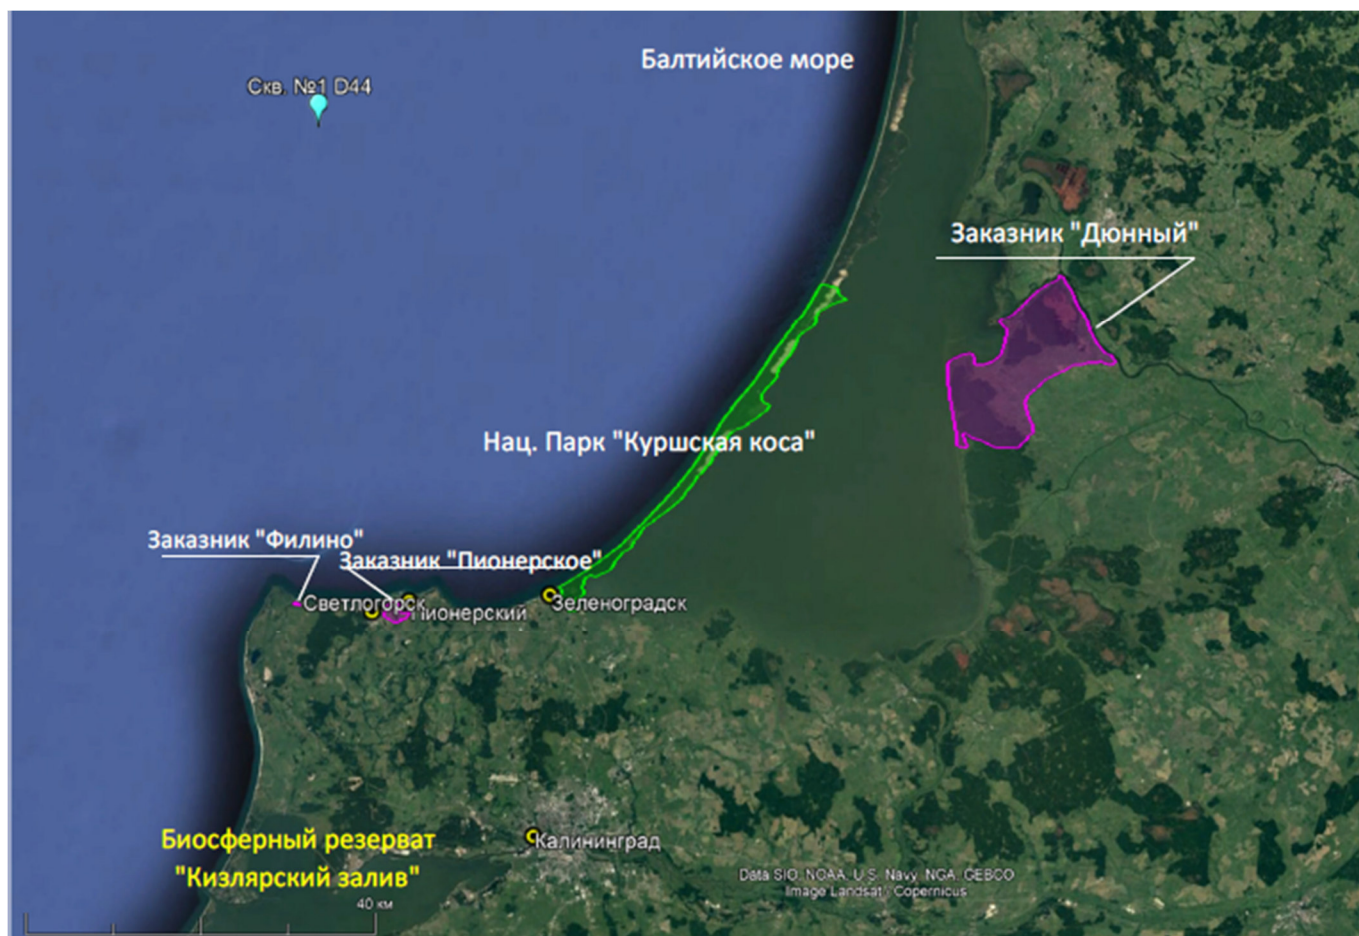 Балтийское море
Скв. №1 D44
Заказник "Дюнный"
Нац. Парк "Куршская коса"
Заказник "Филино"
Заказник "Пионерское"
Светлогорск
Пионерский
Зеленоградск
Калининград
Биосферный резерват
"Кизлярский залив"
Data SIO, NOAA, U.S. Navy, NGA, GEBCO
Image Landsat / Copernicus
40 км